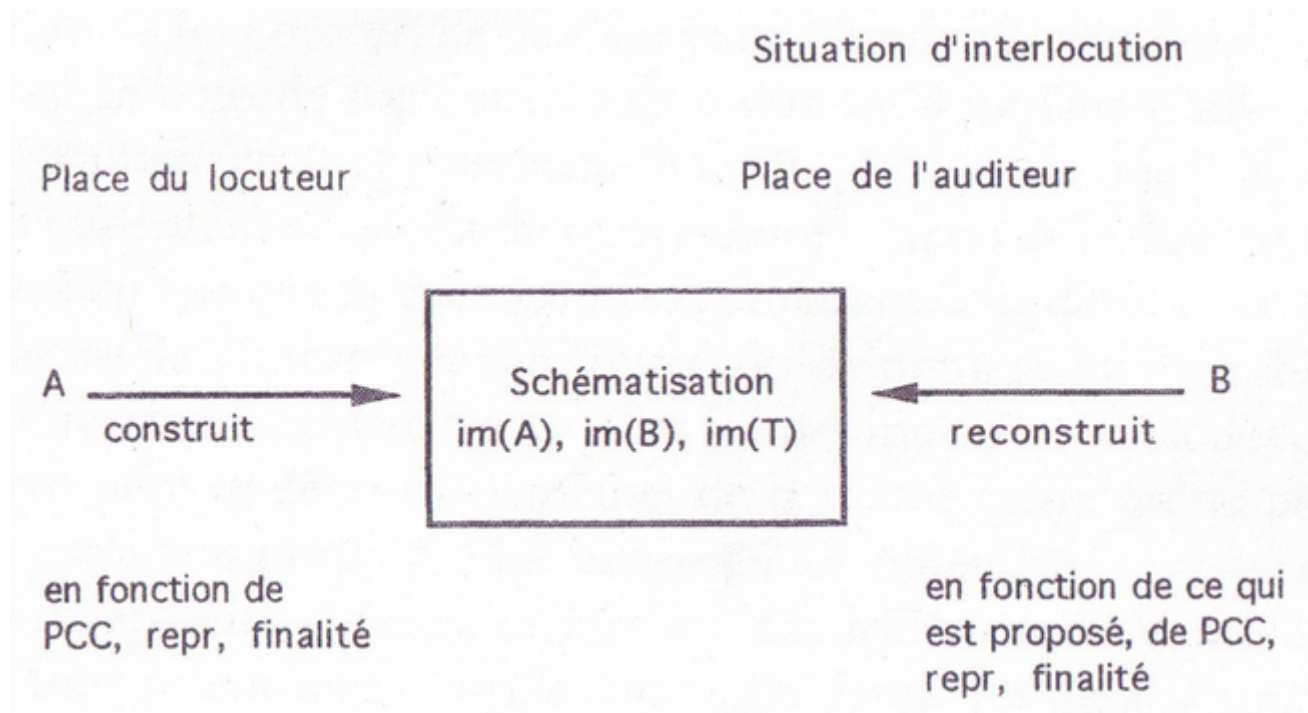 Situation d'interlocution
Place du locuteur
Place de l'auditeur
A
construit
Schématisation
im(A), im(B), im(T)
B
reconstruit
en fonction de
PCC, repr, finalité
en fonction de ce qui
est proposé, de PCC,
repr, finalité